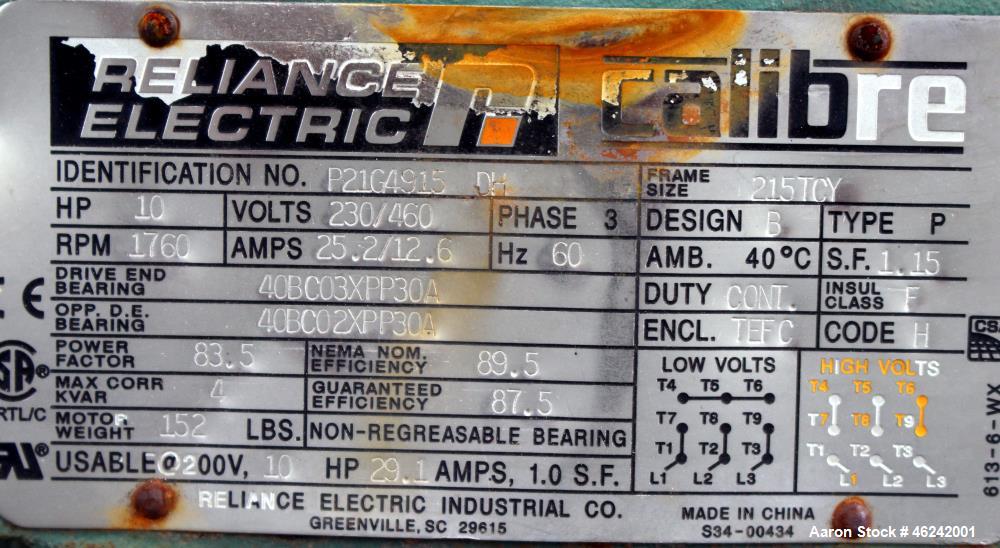 RELIANCE
ELECTRIC
calibre
IDENTIFICATION NO. P21G4915 DH
FRAME SIZE 215TCY
HP 10 VOLTS 230/460 PHASE 3 DESIGN B TYPE P
RPM 1760 AMPS 25.2/12.6 Hz 60 AMB. 40°C S.F. 1.15
DRIVE END BEARING 40BC03XPP30A DUTY CONT. INSUL CLASS F
OPP. D.E. BEARING 40BC02XPP30A ENCL. TEFC CODE H
POWER FACTOR 83.5 NEMA NOM. EFFICIENCY 89.5
MAX CORR KVAR 4 GUARANTEED EFFICIENCY 87.5
MOTOR WEIGHT 152 LBS. NON-REGREASABLE BEARING
USABLE@200V, 10 HP 29.1 AMPS, 1.0 S.F.
LOW VOLTS
T4 T5 T6
T7 T8 T9
T1 T2 T3
L1 L2 L3
HIGH VOLTS
T4 T5 T6
T7 T8 T9
T1 T2 T3
L1 L2 L3
CE
SA®
RTL/C
®
CS
613-6-WX
RELIANCE ELECTRIC INDUSTRIAL CO.
GREENVILLE, SC 29615
MADE IN CHINA
S34-00434
Aaron Stock # 46242001